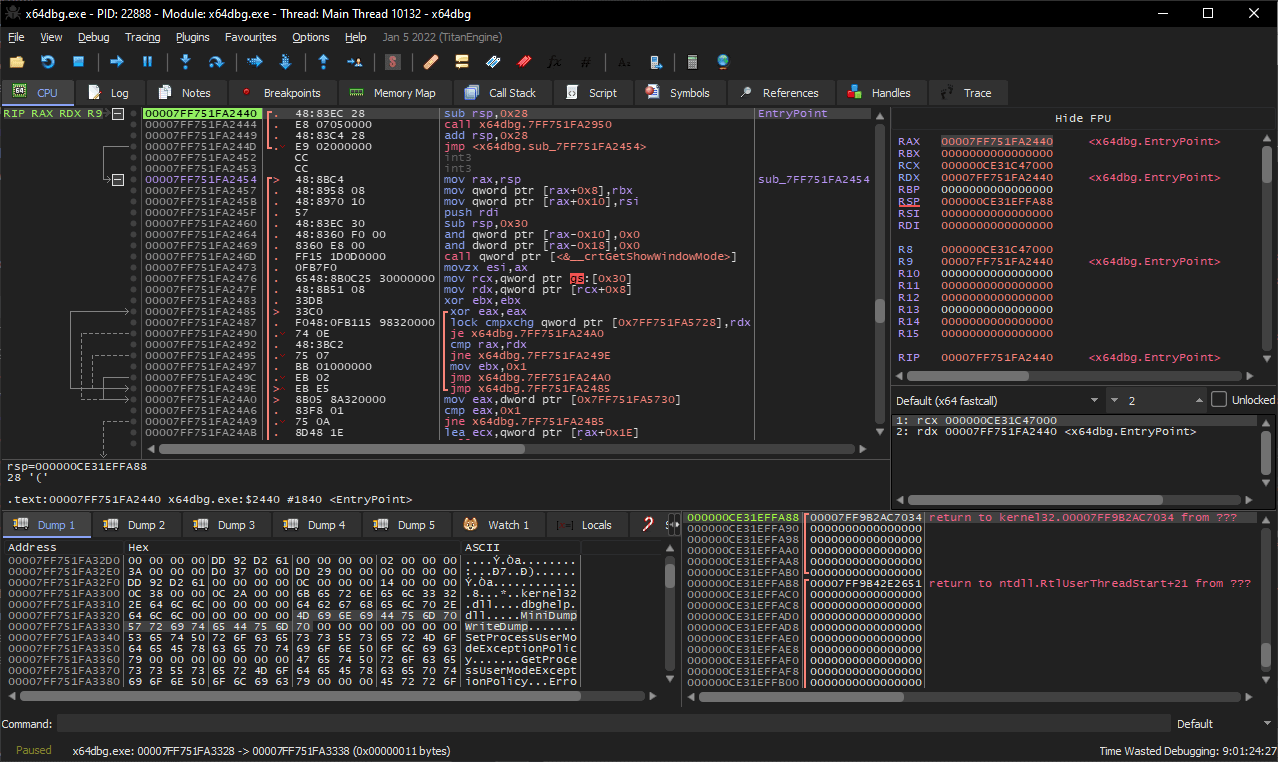 x64dbg.exe - PID: 22888 - Module: x64dbg.exe - Thread: Main Thread 10132 - x64dbg
File View Debug Tracing Plugins Favourites Options Help Jan 5 2022 (TitanEngine)
CPU Log Notes Breakpoints Memory Map Call Stack Script Symbols References Handles Trace
RIP RAX RDX R9
00007FF751FA2440 48:83EC 28 sub rsp,0x28 EntryPoint
00007FF751FA2444 E8 07050000 call x64dbg.7FF751FA2950
00007FF751FA2449 48:83C4 28 add rsp,0x28
00007FF751FA244D E9 02000000 jmp <x64dbg.sub_7FF751FA2454>
00007FF751FA2452 CC int3
00007FF751FA2453 CC int3
00007FF751FA2454 48:8BC4 mov rax,rsp sub_7FF751FA2454
00007FF751FA2457 48:8958 08 mov qword ptr [rax+0x8],rbx
00007FF751FA245B 48:8970 10 mov qword ptr [rax+0x10],rsi
00007FF751FA245F 57 push rdi
00007FF751FA2460 48:83EC 30 sub rsp,0x30
00007FF751FA2464 48:8360 F0 00 and qword ptr [rax-0x10],0x0
00007FF751FA2469 8360 E8 00 and dword ptr [rax-0x18],0x0
00007FF751FA246D FF15 1D0D0000 call qword ptr [<&__crtGetShowWindowMode>]
00007FF751FA2473 0FB7F0 movzx esi,ax
00007FF751FA2476 6548:8B0C25 30000000 mov rcx,qword ptr gs:[0x30]
00007FF751FA247F 48:8B51 08 mov rdx,qword ptr [rcx+0x8]
00007FF751FA2483 33DB xor ebx,ebx
00007FF751FA2485 33C0 xor eax,eax
00007FF751FA2487 F048:0FB115 98320000 lock cmpxchg qword ptr [0x7FF751FA5728],rdx
00007FF751FA2490 74 0E je x64dbg.7FF751FA24A0
00007FF751FA2492 48:3BC2 cmp rax,rdx
00007FF751FA2495 75 07 jne x64dbg.7FF751FA249E
00007FF751FA2497 BB 01000000 mov ebx,0x1
00007FF751FA249C EB 02 jmp x64dbg.7FF751FA24A0
00007FF751FA249E EB E5 jmp x64dbg.7FF751FA2485
00007FF751FA24A0 8B05 8A320000 mov eax,dword ptr [0x7FF751FA5730]
00007FF751FA24A6 83F8 01 cmp eax,0x1
00007FF751FA24A9 75 0A jne x64dbg.7FF751FA24B5
00007FF751FA24AB 8D48 1E lea ecx,qword ptr [rax+0x1E]
Hide FPU
RAX 00007FF751FA2440 <x64dbg.EntryPoint>
RBX 0000000000000000
RCX 000000CE31C47000
RDX 00007FF751FA2440 <x64dbg.EntryPoint>
RBP 0000000000000000
RSP 000000CE31EFFA88
RSI 0000000000000000
RDI 0000000000000000
R8 000000CE31C47000
R9 00007FF751FA2440 <x64dbg.EntryPoint>
R10 0000000000000000
R11 0000000000000000
R12 0000000000000000
R13 0000000000000000
R14 0000000000000000
R15 0000000000000000
RIP 00007FF751FA2440 <x64dbg.EntryPoint>
Default (x64 fastcall) 2 Unlocked
1: rcx 000000CE31C47000
2: rdx 00007FF751FA2440 <x64dbg.EntryPoint>
rsp=000000CE31EFFA88
28 '('
.text:00007FF751FA2440 x64dbg.exe:$2440 #1840 <EntryPoint>
Dump 1 Dump 2 Dump 3 Dump 4 Dump 5 Watch 1 Locals
Address Hex ASCII
00007FF751FA32D0 00 00 00 00 DD 92 D2 61 00 00 00 00 02 00 00 00 ....Ý.Òa........
00007FF751FA32E0 3A 00 00 00 D0 37 00 00 D0 29 00 00 00 00 00 00 :...Ð7..Ð)......
00007FF751FA32F0 DD 92 D2 61 00 00 00 00 0C 00 00 00 14 00 00 00 Ý.Òa............
00007FF751FA3300 0C 38 00 00 0C 2A 00 00 6B 65 72 6E 65 6C 33 32 .8...*..kernel32
00007FF751FA3310 2E 64 6C 6C 00 00 00 00 64 62 67 68 65 6C 70 2E .dll....dbghelp.
00007FF751FA3320 64 6C 6C 00 00 00 00 00 4D 69 6E 69 44 75 6D 70 dll.....MiniDump
00007FF751FA3330 57 72 69 74 65 44 75 6D 70 00 00 00 00 00 00 00 WriteDump.......
00007FF751FA3340 53 65 74 50 72 6F 63 65 73 73 55 73 65 72 4D 6F SetProcessUserMo
00007FF751FA3350 64 65 45 78 63 65 70 74 69 6F 6E 50 6F 6C 69 63 deExceptionPolic
00007FF751FA3360 79 00 00 00 00 00 00 00 47 65 74 50 72 6F 63 65 y.......GetProce
00007FF751FA3370 73 73 55 73 65 72 4D 6F 64 65 45 78 63 65 70 74 ssUserModeExcept
00007FF751FA3380 69 6F 6E 50 6F 6C 69 63 79 00 00 00 45 72 72 6F ionPolicy...Erro
000000CE31EFFA88 00007FF9B2AC7034 return to kernel32.00007FF9B2AC7034 from ???
000000CE31EFFA90 0000000000000000
000000CE31EFFA98 0000000000000000
000000CE31EFFAA0 0000000000000000
000000CE31EFFAA8 0000000000000000
000000CE31EFFAB0 0000000000000000
000000CE31EFFAB8 00007FF9B42E2651 return to ntdll.RtlUserThreadStart+21 from ???
000000CE31EFFAC0 0000000000000000
000000CE31EFFAC8 0000000000000000
000000CE31EFFAD0 0000000000000000
000000CE31EFFAD8 0000000000000000
000000CE31EFFAE0 0000000000000000
000000CE31EFFAE8 0000000000000000
000000CE31EFFAF0 0000000000000000
000000CE31EFFAF8 0000000000000000
000000CE31EFFB00 0000000000000000
Command: Default
Paused x64dbg.exe: 00007FF751FA3328 -> 00007FF751FA3338 (0x00000011 bytes) Time Wasted Debugging: 9:01:24:27